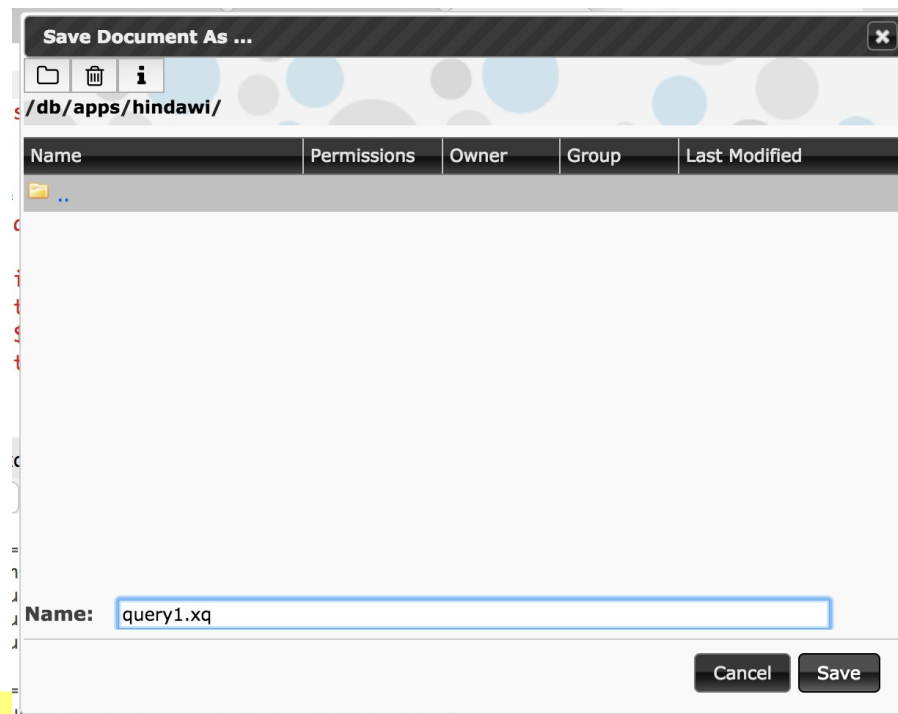 Save Document As ...
/db/apps/hindawi/
Name Permissions Owner Group Last Modified
..
Name: query1.xq
Cancel Save